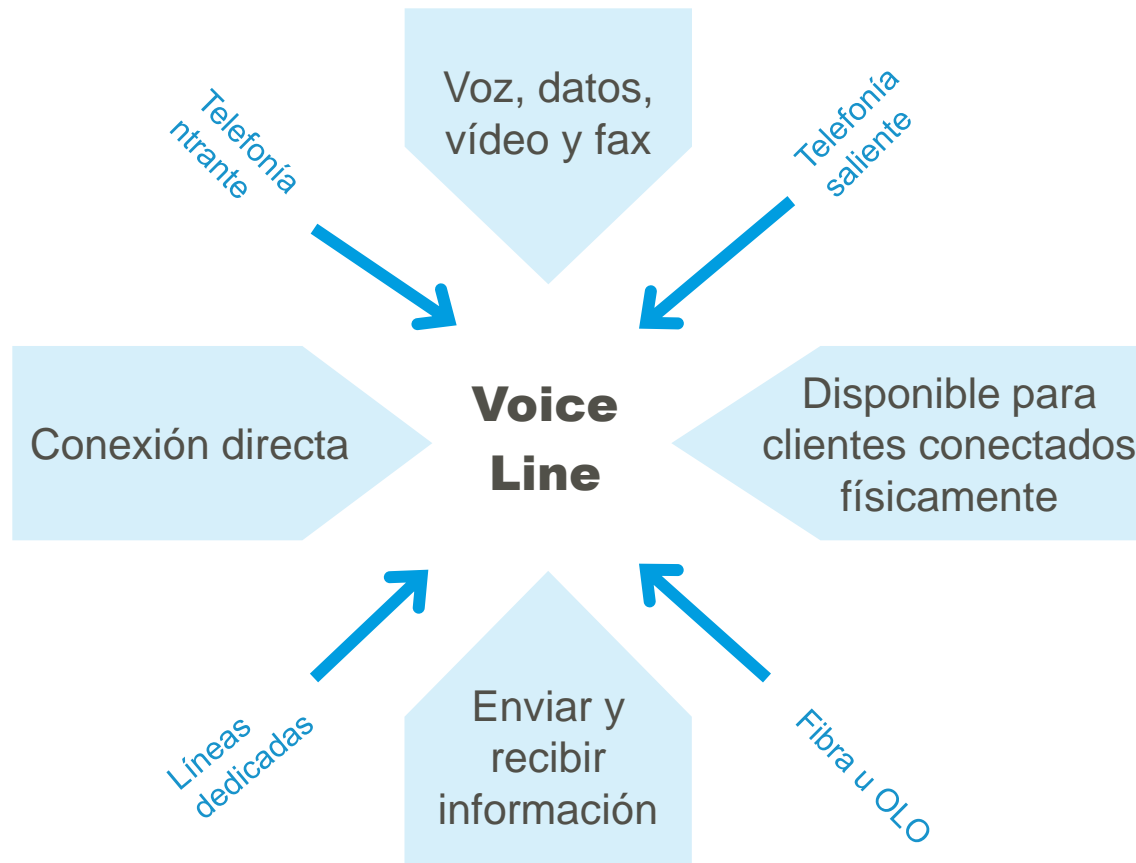 Voz, datos,
vídeo y fax
Telefonía
ntrante
Telefonía
saliente
Conexión directa
Voice
Line
Disponible para
clientes conectados
físicamente
Líneas
dedicadas
Enviar y
recibir
información
Fibra u OLO